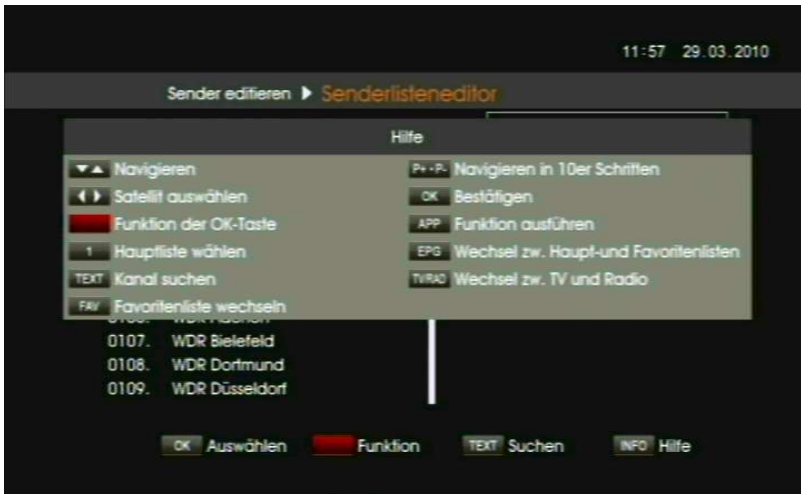 11:57 29.03.2010
Sender editieren ▶ Senderlisteneditor
Hilfe
▼▲ Navigieren
P+ - P- Navigieren in 10er Schritten
◀ ▶ Satellit auswählen
OK Bestätigen
Funktion der OK-Taste
APP Funktion ausführen
1 Hauptliste wählen
EPG Wechsel zw. Haupt-und Favoritenlisten
TEXT Kanal suchen
TV/RAD Wechsel zw. TV und Radio
FAV Favoritenliste wechseln
0106. WDR Aachen
0107. WDR Bielefeld
0108. WDR Dortmund
0109. WDR Düsseldorf
OK Auswählen Funktion TEXT Suchen INFO Hilfe